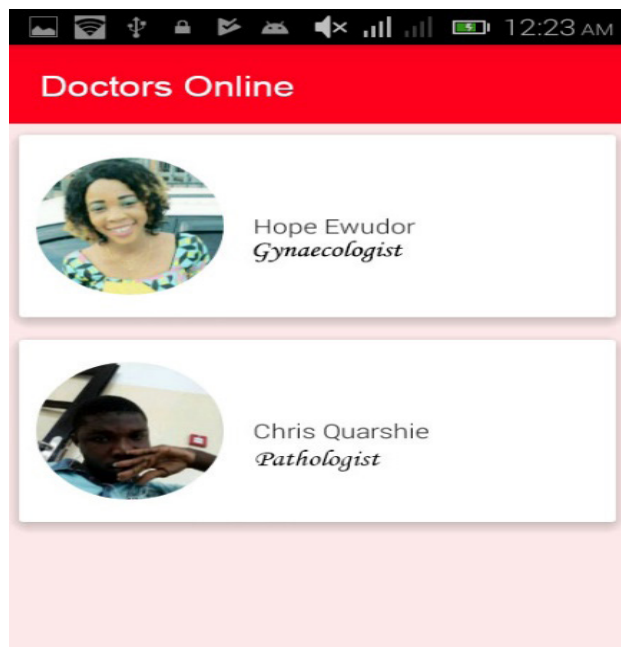 12:23 AM
Doctors Online
Hope Ewudor
Gynaecologist
Chris Quarshie
Pathologist